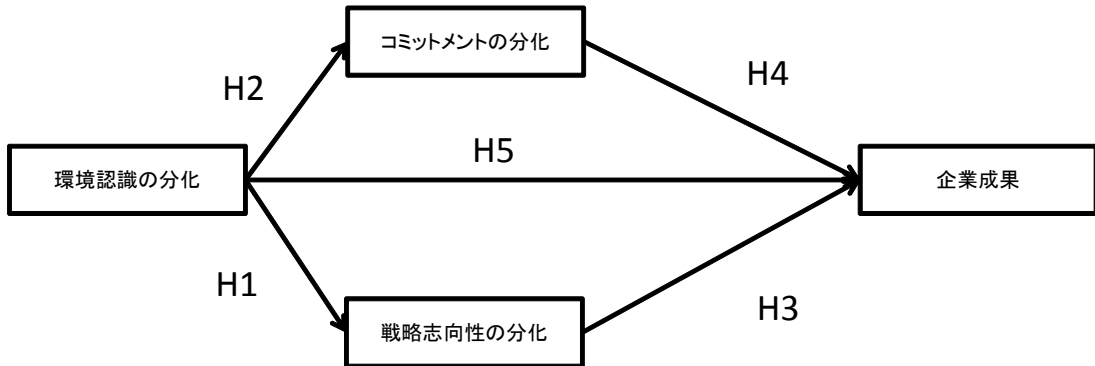 コミットメントの分化
H2
H4
H5
環境認識の分化
企業成果
H1
H3
戦略志向性の分化